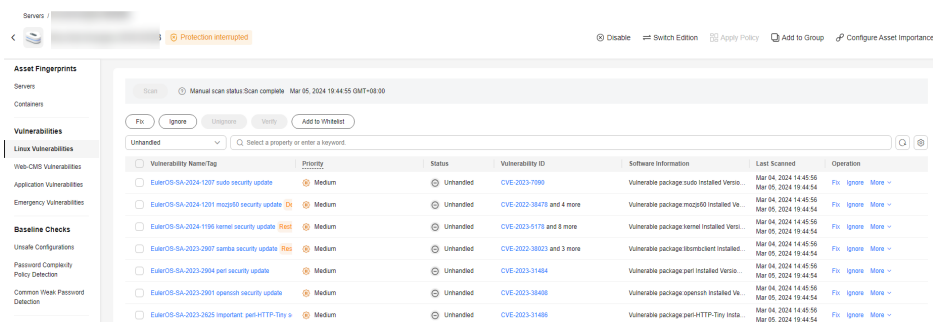 Servers /
Protection interrupted
Disable
Switch Edition
Apply Policy
Add to Group
Configure Asset Importance
Asset Fingerprints
Servers
Containers
Vulnerabilities
Linux Vulnerabilities
Web-CMS Vulnerabilities
Application Vulnerabilities
Emergency Vulnerabilities
Baseline Checks
Unsafe Configurations
Password Complexity
Policy Detection
Common Weak Password
Detection
Scan
Manual scan status:Scan complete Mar 05, 2024 19:44:55 GMT+08:00
Fix
Ignore
Unignore
Verify
Add to Whitelist
Unhandled
Select a property or enter a keyword.
Vulnerability Name/Tag Priority Status Vulnerability ID Software Information Last Scanned Operation
EulerOS-SA-2024-1207 sudo security update Medium Unhandled CVE-2023-7090 Vulnerable package:sudo Installed Versio... Mar 04, 2024 14:45:56 Fix Ignore More
Mar 05, 2024 19:44:54
EulerOS-SA-2024-1201 mozjs60 security update Medium Unhandled CVE-2022-38478 and 4 more Vulnerable package:mozjs60 Installed Ve... Mar 04, 2024 14:45:56 Fix Ignore More
Mar 05, 2024 19:44:54
EulerOS-SA-2024-1196 kernel security update Rest Medium Unhandled CVE-2023-5178 and 8 more Vulnerable package:kernel Installed Versi... Mar 04, 2024 14:45:56 Fix Ignore More
Mar 05, 2024 19:44:54
EulerOS-SA-2023-2907 samba security update Res Medium Unhandled CVE-2022-38023 and 3 more Vulnerable package:libsmbclient Installed... Mar 04, 2024 14:45:56 Fix Ignore More
Mar 05, 2024 19:44:54
EulerOS-SA-2023-2904 perl security update Medium Unhandled CVE-2023-31484 Vulnerable package:perl Installed Versio... Mar 04, 2024 14:45:56 Fix Ignore More
Mar 05, 2024 19:44:54
EulerOS-SA-2023-2901 openssh security update Medium Unhandled CVE-2023-38408 Vulnerable package:openssh Installed Ve... Mar 04, 2024 14:45:56 Fix Ignore More
Mar 05, 2024 19:44:54
EulerOS-SA-2023-2625 Important: perl-HTTP-Tiny s Medium Unhandled CVE-2023-31486 Vulnerable package:perl-HTTP-Tiny Insta... Mar 04, 2024 14:45:56 Fix Ignore More
Mar 05, 2024 19:44:54